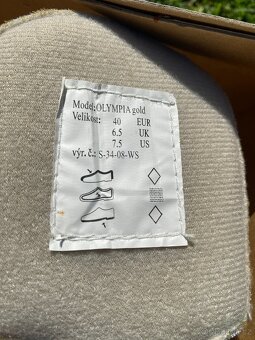 Model:OLYMPIA gold
Velikost: 40 EUR
6.5 UK
7.5 US
výr. č.: S-34-08-WS